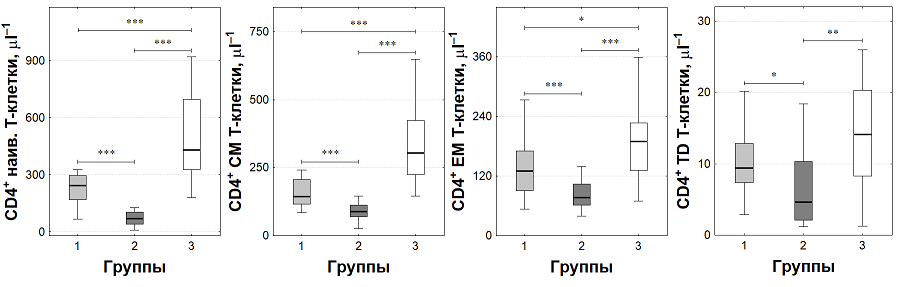 CD4⁺ наив. T-клетки, µl⁻¹
900
600
300
0
***
***
***
1 2 3
Группы
CD4⁺ CM T-клетки, µl⁻¹
750
500
250
0
***
***
***
1 2 3
Группы
CD4⁺ EM T-клетки, µl⁻¹
360
240
120
0
*
***
***
1 2 3
Группы
CD4⁺ TD T-клетки, µl⁻¹
30
20
10
0
**
*
1 2 3
Группы